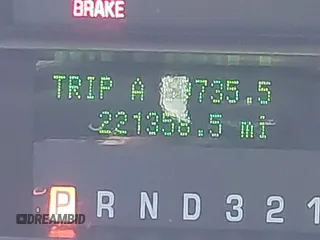 BRAKE
TRIP A 735.5
221356.5 mi
P R N D 3 2 1
DREAMBID